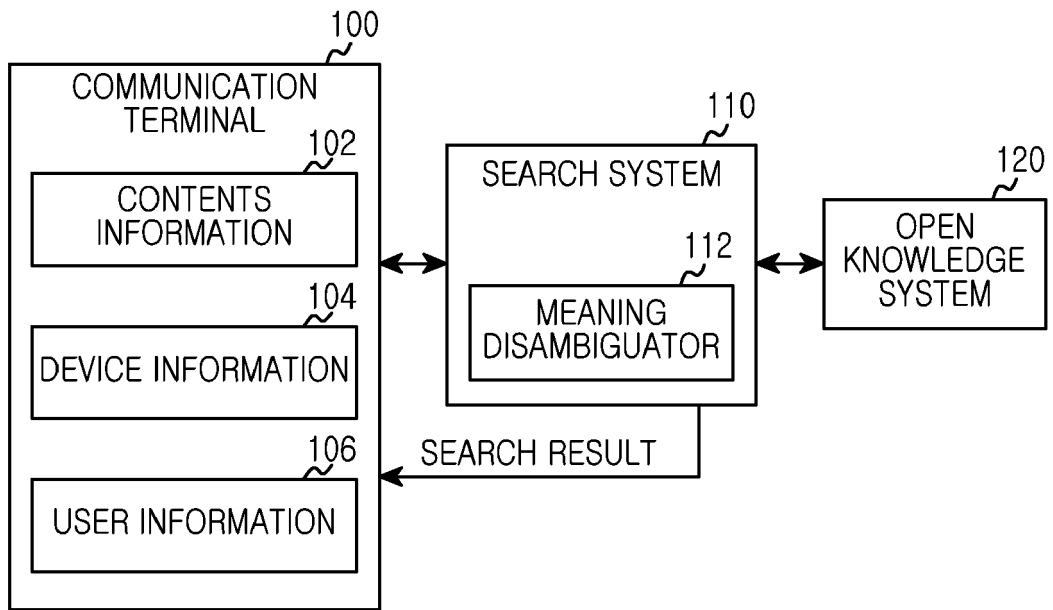 100
COMMUNICATION
TERMINAL
102
CONTENTS
INFORMATION
104
DEVICE INFORMATION
106
USER INFORMATION
110
SEARCH SYSTEM
112
MEANING
DISAMBIGUATOR
SEARCH RESULT
120
OPEN
KNOWLEDGE
SYSTEM